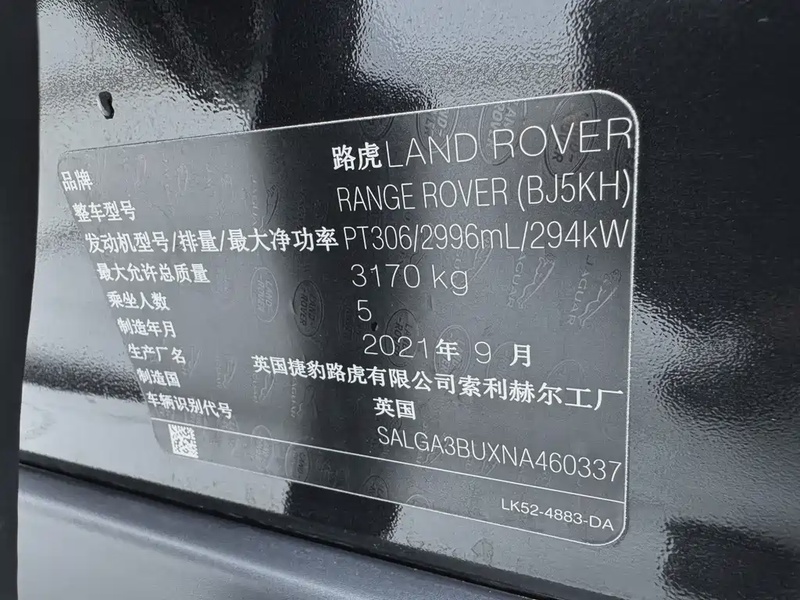 品牌 路虎LAND ROVER
整车型号 RANGE ROVER (BJ5KH)
发动机型号/排量/最大净功率 PT306/2996mL/294kW
最大允许总质量 3170 kg
乘坐人数 5
制造年月 2021年 9 月
生产厂名 英国捷豹路虎有限公司索利赫尔工厂
制造国 英国
车辆识别代号 SALGA3BUXNA460337
LK52-4883-DA